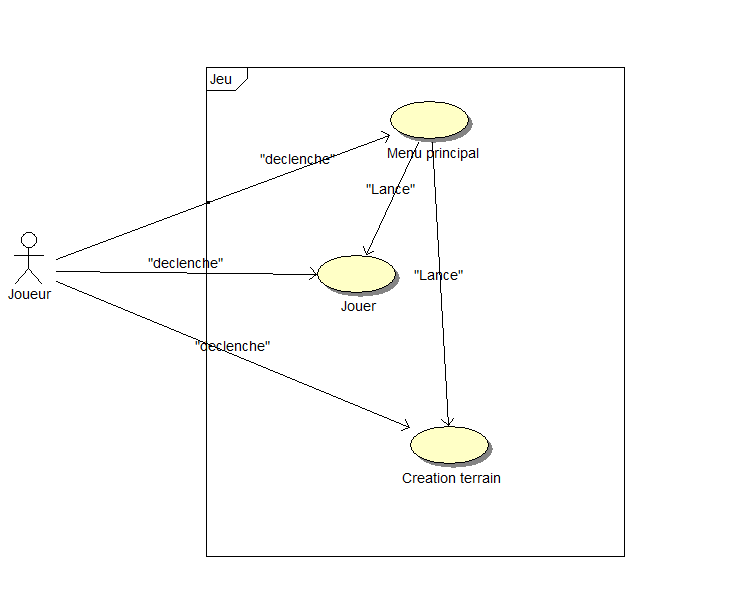 Jeu
"declenche"
Menu principal
"Lance"
"declenche"
"Lance"
Joueur
Jouer
"declenche"
Creation terrain